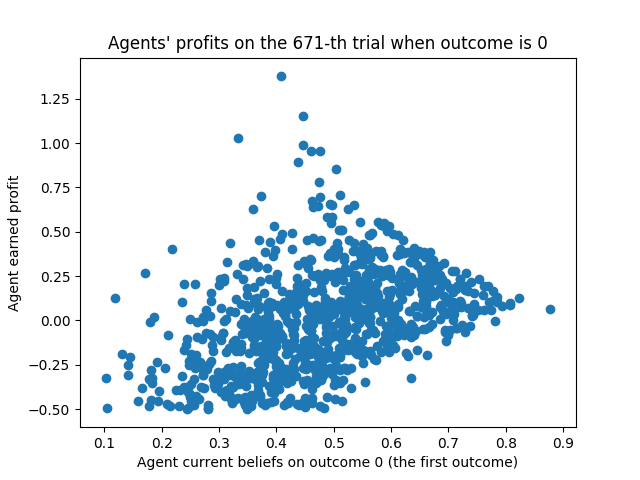 Agents' profits on the 671-th trial when outcome is 0
Agent earned profit
1.25
1.00
0.75
0.50
0.25
0.00
−0.25
−0.50
0.1 0.2 0.3 0.4 0.5 0.6 0.7 0.8 0.9
Agent current beliefs on outcome 0 (the first outcome)